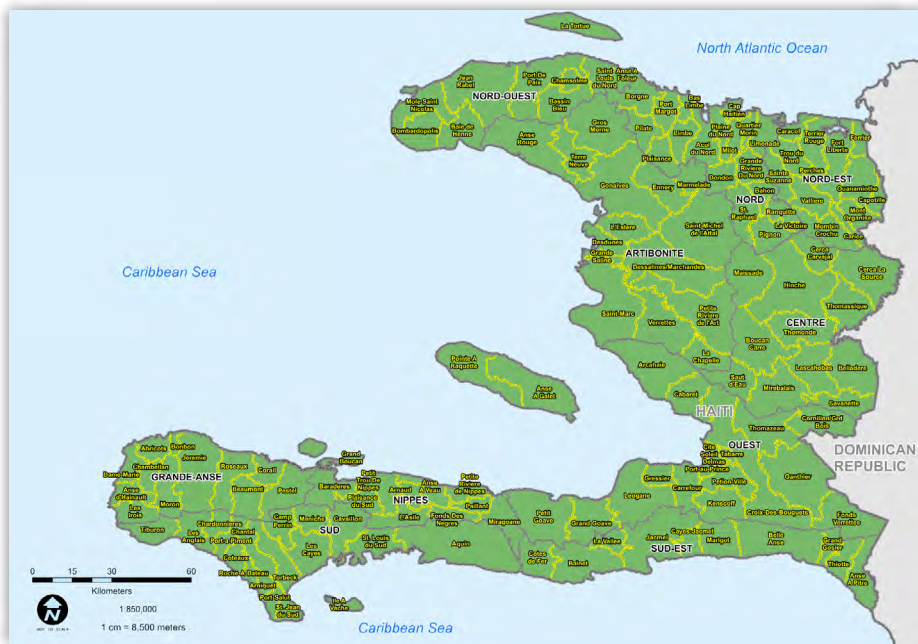 La Tortue
North Atlantic Ocean
Jean
Rabel
Port De
Paix
Chamsolme
Saint
Louis
du Nord
Anse A
Foleur
NORD-OUEST
Mole Saint
Nicolas
Bassin
Bleu
Borgne
Port
Margot
Bas
Limbe
Cap
Haitien
Bombardopolis
Baie de
Henne
Anse
Rouge
Gros
Morne
Pilate
Limbe
Plaine
du Nord
Quartier
Morin
Limonade
Caracol
Terrier
Rouge
Fort
Liberte
Ferrier
Acul
du Nord
Milot
Trou du
Nord
Terre
Neuve
Plaisance
Grande
Riviere
Du Nord
Sainte
Suzanne
Perches
NORD-EST
Gonaives
Ennery
Marmelade
Dondon
Bahon
NORD
Ouanaminthe
Capotille
Valliere
Mont
Organise
St.
Raphael
Ranquitte
La Victoire
Mombin
Crochu
Carice
Pignon
L'Estere
Saint-Michel
de l'Attal
Desdunes
Grande
Saline
ARTIBONITE
Cerca
Carvajal
Cerca La
Source
Dessalines/Marchandes
Maissade
Hinche
Caribbean Sea
Saint-Marc
Verrettes
Petite
Riviere
de l'Art
Thomassique
CENTRE
Thomonde
Boucan
Carre
La
Chapelle
Lascahobas
Belladere
Pointe A
Raquette
Arcahaie
Saut
d'Eau
Mirebalais
Anse
A Galet
Cabaret
Savanette
HAITI
Cornillon/Grd
Bois
Thomazeau
OUEST
DOMINICAN
REPUBLIC
Cite
Soleil
Tabarre
Delmas
Port-au-Prince
Ganthier
Abricots
Bonbon
Jeremie
Grand
Boucan
Dame-Marie
Chambellan
GRANDE-ANSE
Roseaux
Corail
Petit
Trou De
Nippes
Anse
A Veau
Petite
Riviere
de Nippes
Gressier
Petion-Ville
Carrefour
Anse
d'Hainault
Beaumont
Pestel
Baraderes
Plaisance
du Sud
Arnaud
NIPPES
Paillant
Leogane
Kenscoff
Croix-Des-Bouquets
Les
Irois
Moron
Fonds
Verrettes
Tiburon
Chardonnieres
Les
Anglais
Chantal
Port-a-Piment
Camp
Perrin
Maniche
SUD
Cavaillon
L'Asile
Fonds Des
Negres
Miragoane
Petit
Goave
Grand-Goave
Les
Cayes
St. Louis
du Sud
Aquin
La Vallee
Jacmel
Cayes-Jacmel
SUD-EST
Marigot
Belle
Anse
Grand-
Gosier
Coteaux
Cotes
de Fer
Bainet
Thiotte
Roche A Bateau
Torbeck
Arniquet
Port Salut
St. Jean
du Sud
Ile A
Vache
Anse
A Pitre
0 15 30 60
Kilometers
1:850,000
1 cm = 8,500 meters
N
Caribbean Sea